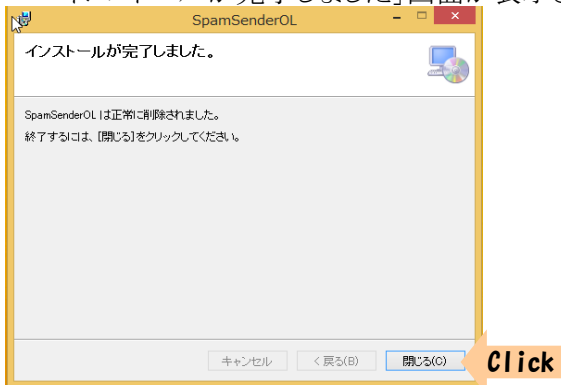 SpamSenderOL
インストールが完了しました。
SpamSenderOL は正常に削除されました。
終了するには、[閉じる]をクリックしてください。
キャンセル
< 戻る(B)
閉じる(C)
Click